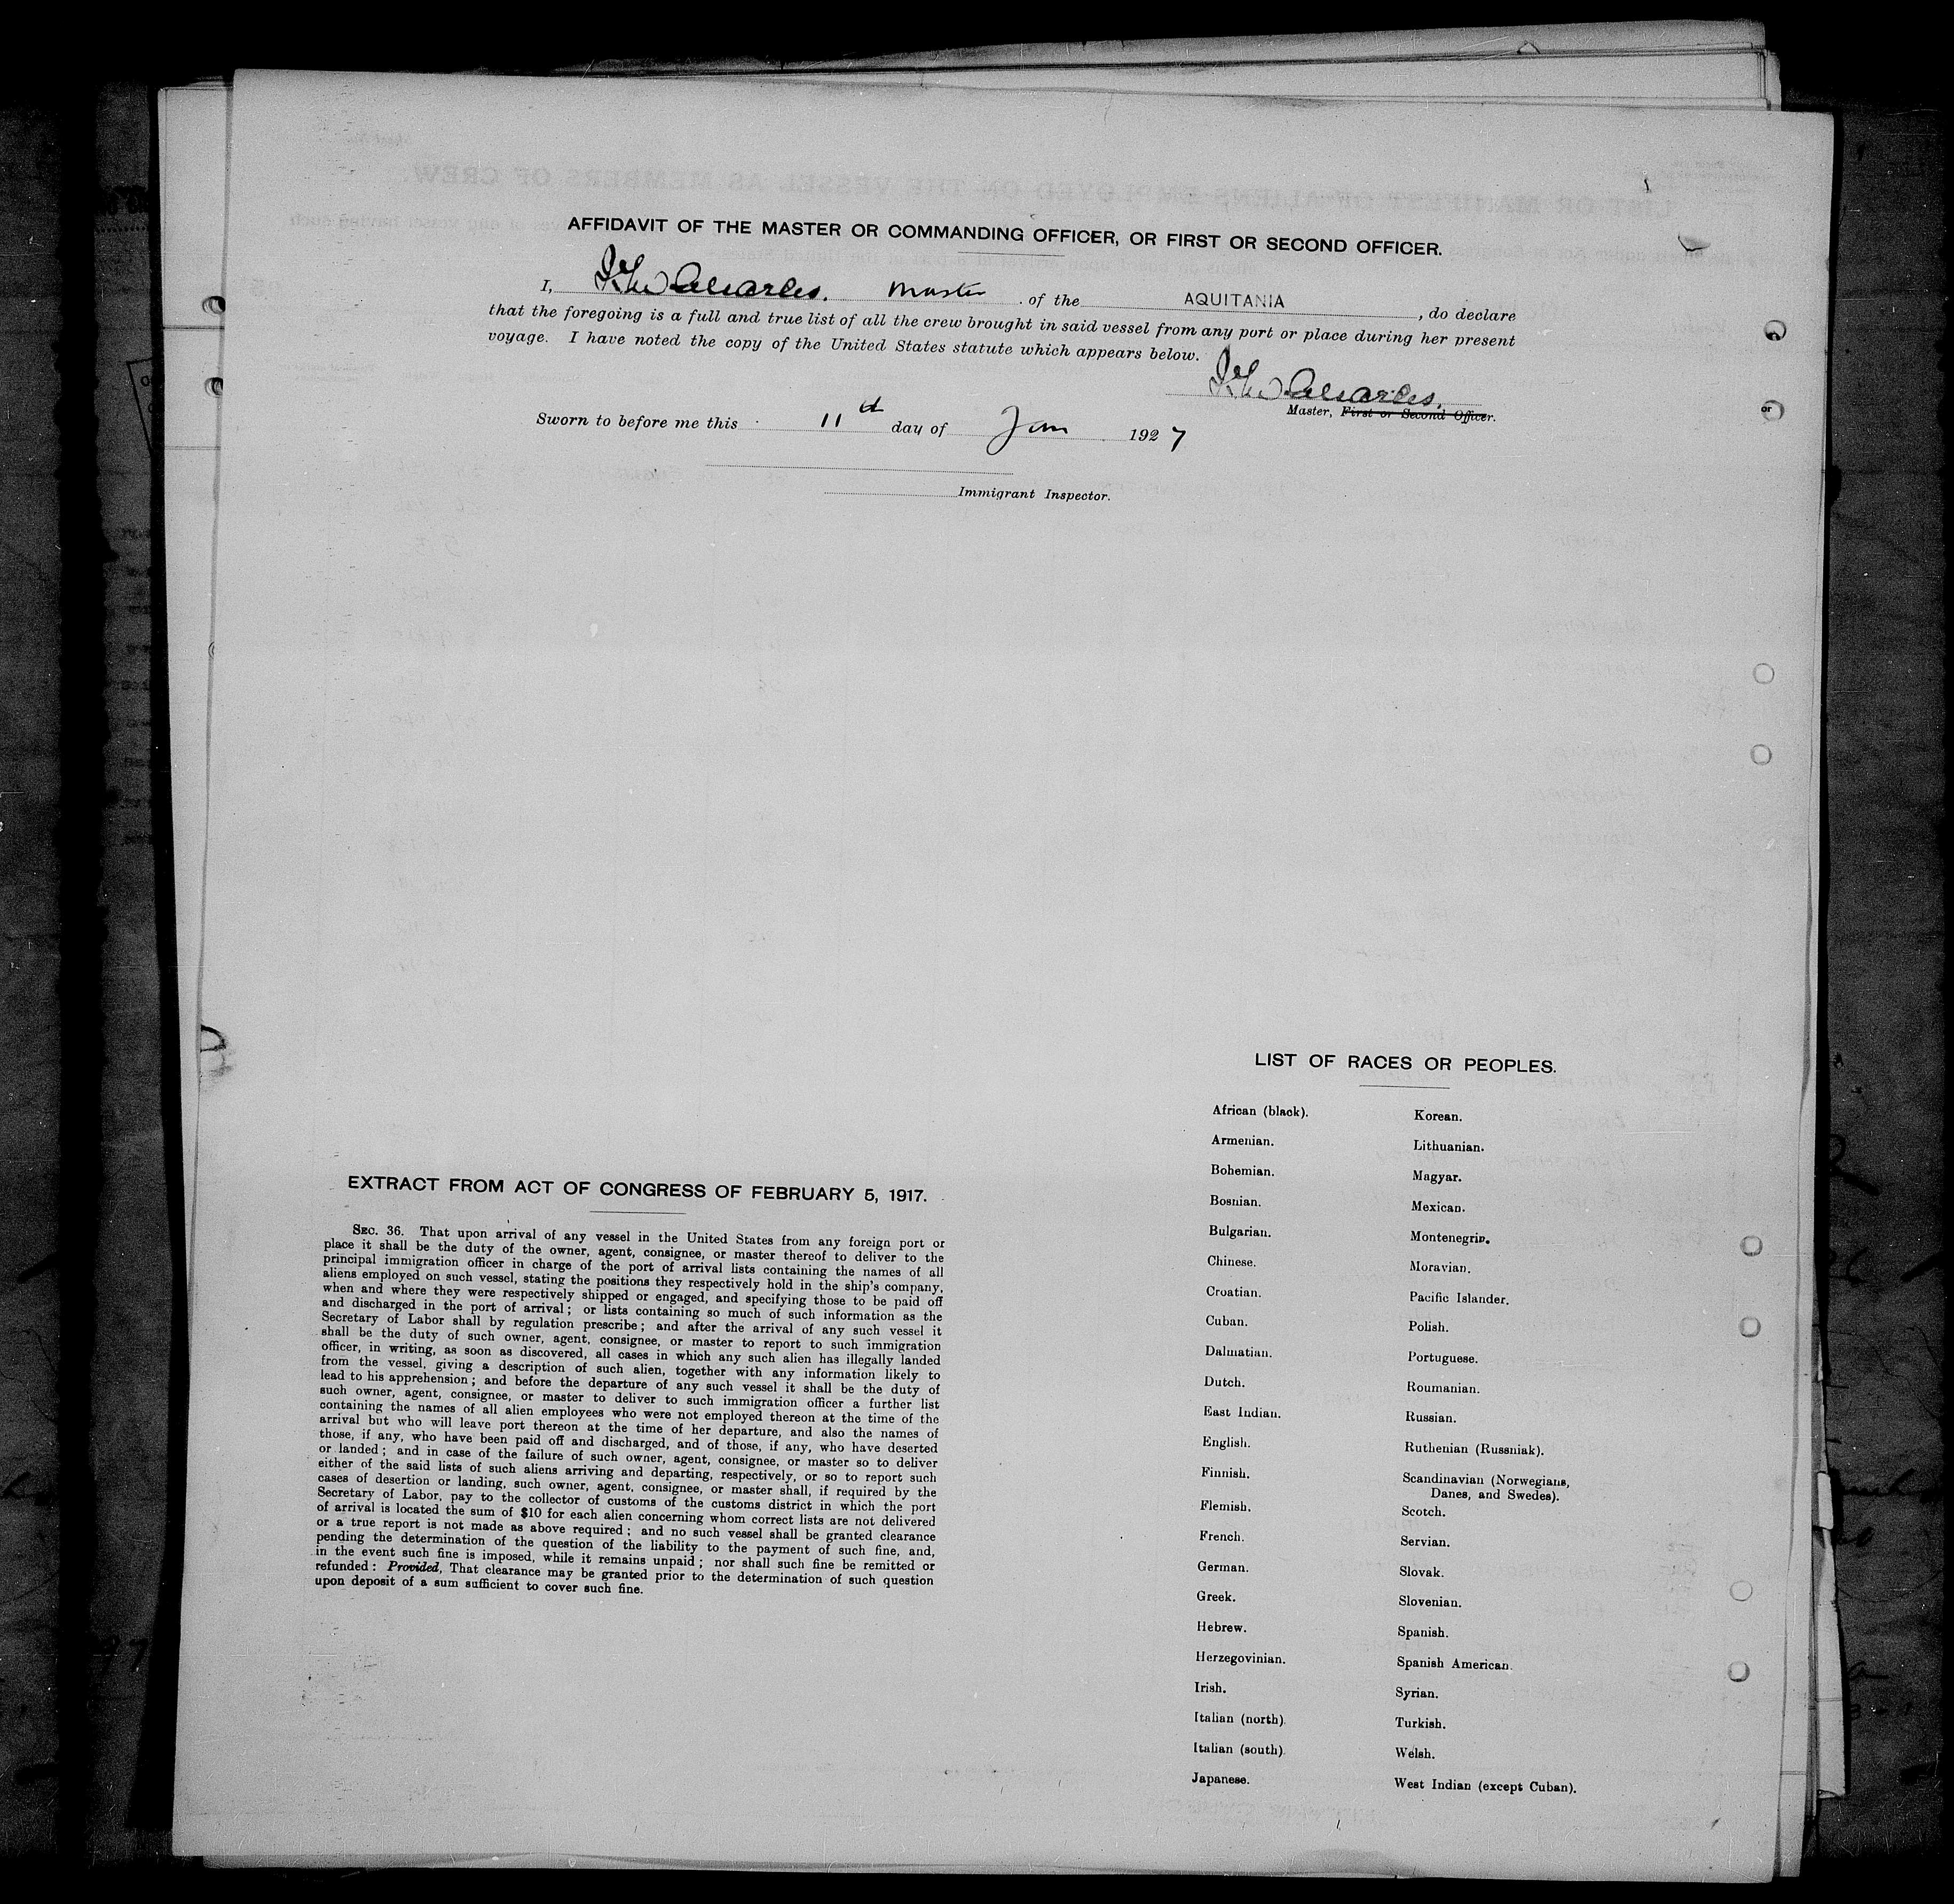 AFFIDAVIT OF THE MASTER OR COMMANDING OFFICER, OR FIRST OR SECOND OFFICER.
I, Charles. Master of the AQUITANIA, do declare
that the foregoing is a full and true list of all the crew brought in said vessel from any port or place during her present
voyage. I have noted the copy of the United States statute which appears below.
Charles.
Master, First or Second Officer.
Sworn to before me this 11th day of Jan 1927
Immigrant Inspector.
EXTRACT FROM ACT OF CONGRESS OF FEBRUARY 5, 1917.
SEC. 36. That upon arrival of any vessel in the United States from any foreign port or
place it shall be the duty of the owner, agent, consignee, or master thereof to deliver to the
principal immigration officer in charge of the port of arrival lists containing the names of all
aliens employed on such vessel, stating the positions they respectively hold in the ship's company,
when and where they were respectively shipped or engaged, and specifying those to be paid off
and discharged in the port of arrival; or lists containing so much of such information as the
Secretary of Labor shall by regulation prescribe; and after the arrival of any such vessel it
shall be the duty of such owner, agent, consignee, or master to report to such immigration
officer, in writing, as soon as discovered, all cases in which any such alien has illegally landed
from the vessel, giving a description of such alien, together with any information likely to
lead to his apprehension; and before the departure of any such vessel it shall be the duty of
such owner, agent, consignee, or master to deliver to such immigration officer a further list
containing the names of all alien employees who were not employed thereon at the time of the
arrival but who will leave port thereon at the time of her departure, and also the names of
those, if any, who have been paid off and discharged, and of those, if any, who have deserted
or landed; and in case of the failure of such owner, agent, consignee, or master so to deliver
either of the said lists of such aliens arriving and departing, respectively, or so to report such
cases of desertion or landing, such owner, agent, consignee, or master shall, if required by the
Secretary of Labor, pay to the collector of customs of the customs district in which the port
of arrival is located the sum of $10 for each alien concerning whom correct lists are not delivered
or a true report is not made as above required; and no such vessel shall be granted clearance
pending the determination of the question of the liability to the payment of such fine, and,
in the event such fine is imposed, while it remains unpaid; nor shall such fine be remitted or
refunded: Provided, That clearance may be granted prior to the determination of such question
upon deposit of a sum sufficient to cover such fine.
LIST OF RACES OR PEOPLES.
African (black).
Armenian.
Bohemian.
Bosnian.
Bulgarian.
Chinese.
Croatian.
Cuban.
Dalmatian.
Dutch.
East Indian.
English.
Finnish.
Flemish.
French.
German.
Greek.
Hebrew.
Herzegovinian.
Irish.
Italian (north).
Italian (south).
Japanese.
Korean.
Lithuanian.
Magyar.
Mexican.
Montenegrin.
Moravian.
Pacific Islander.
Polish.
Portuguese.
Roumanian.
Russian.
Ruthenian (Russniak).
Scandinavian (Norwegians,
Danes, and Swedes).
Scotch.
Servian.
Slovak.
Slovenian.
Spanish.
Spanish American.
Syrian.
Turkish.
Welsh.
West Indian (except Cuban).